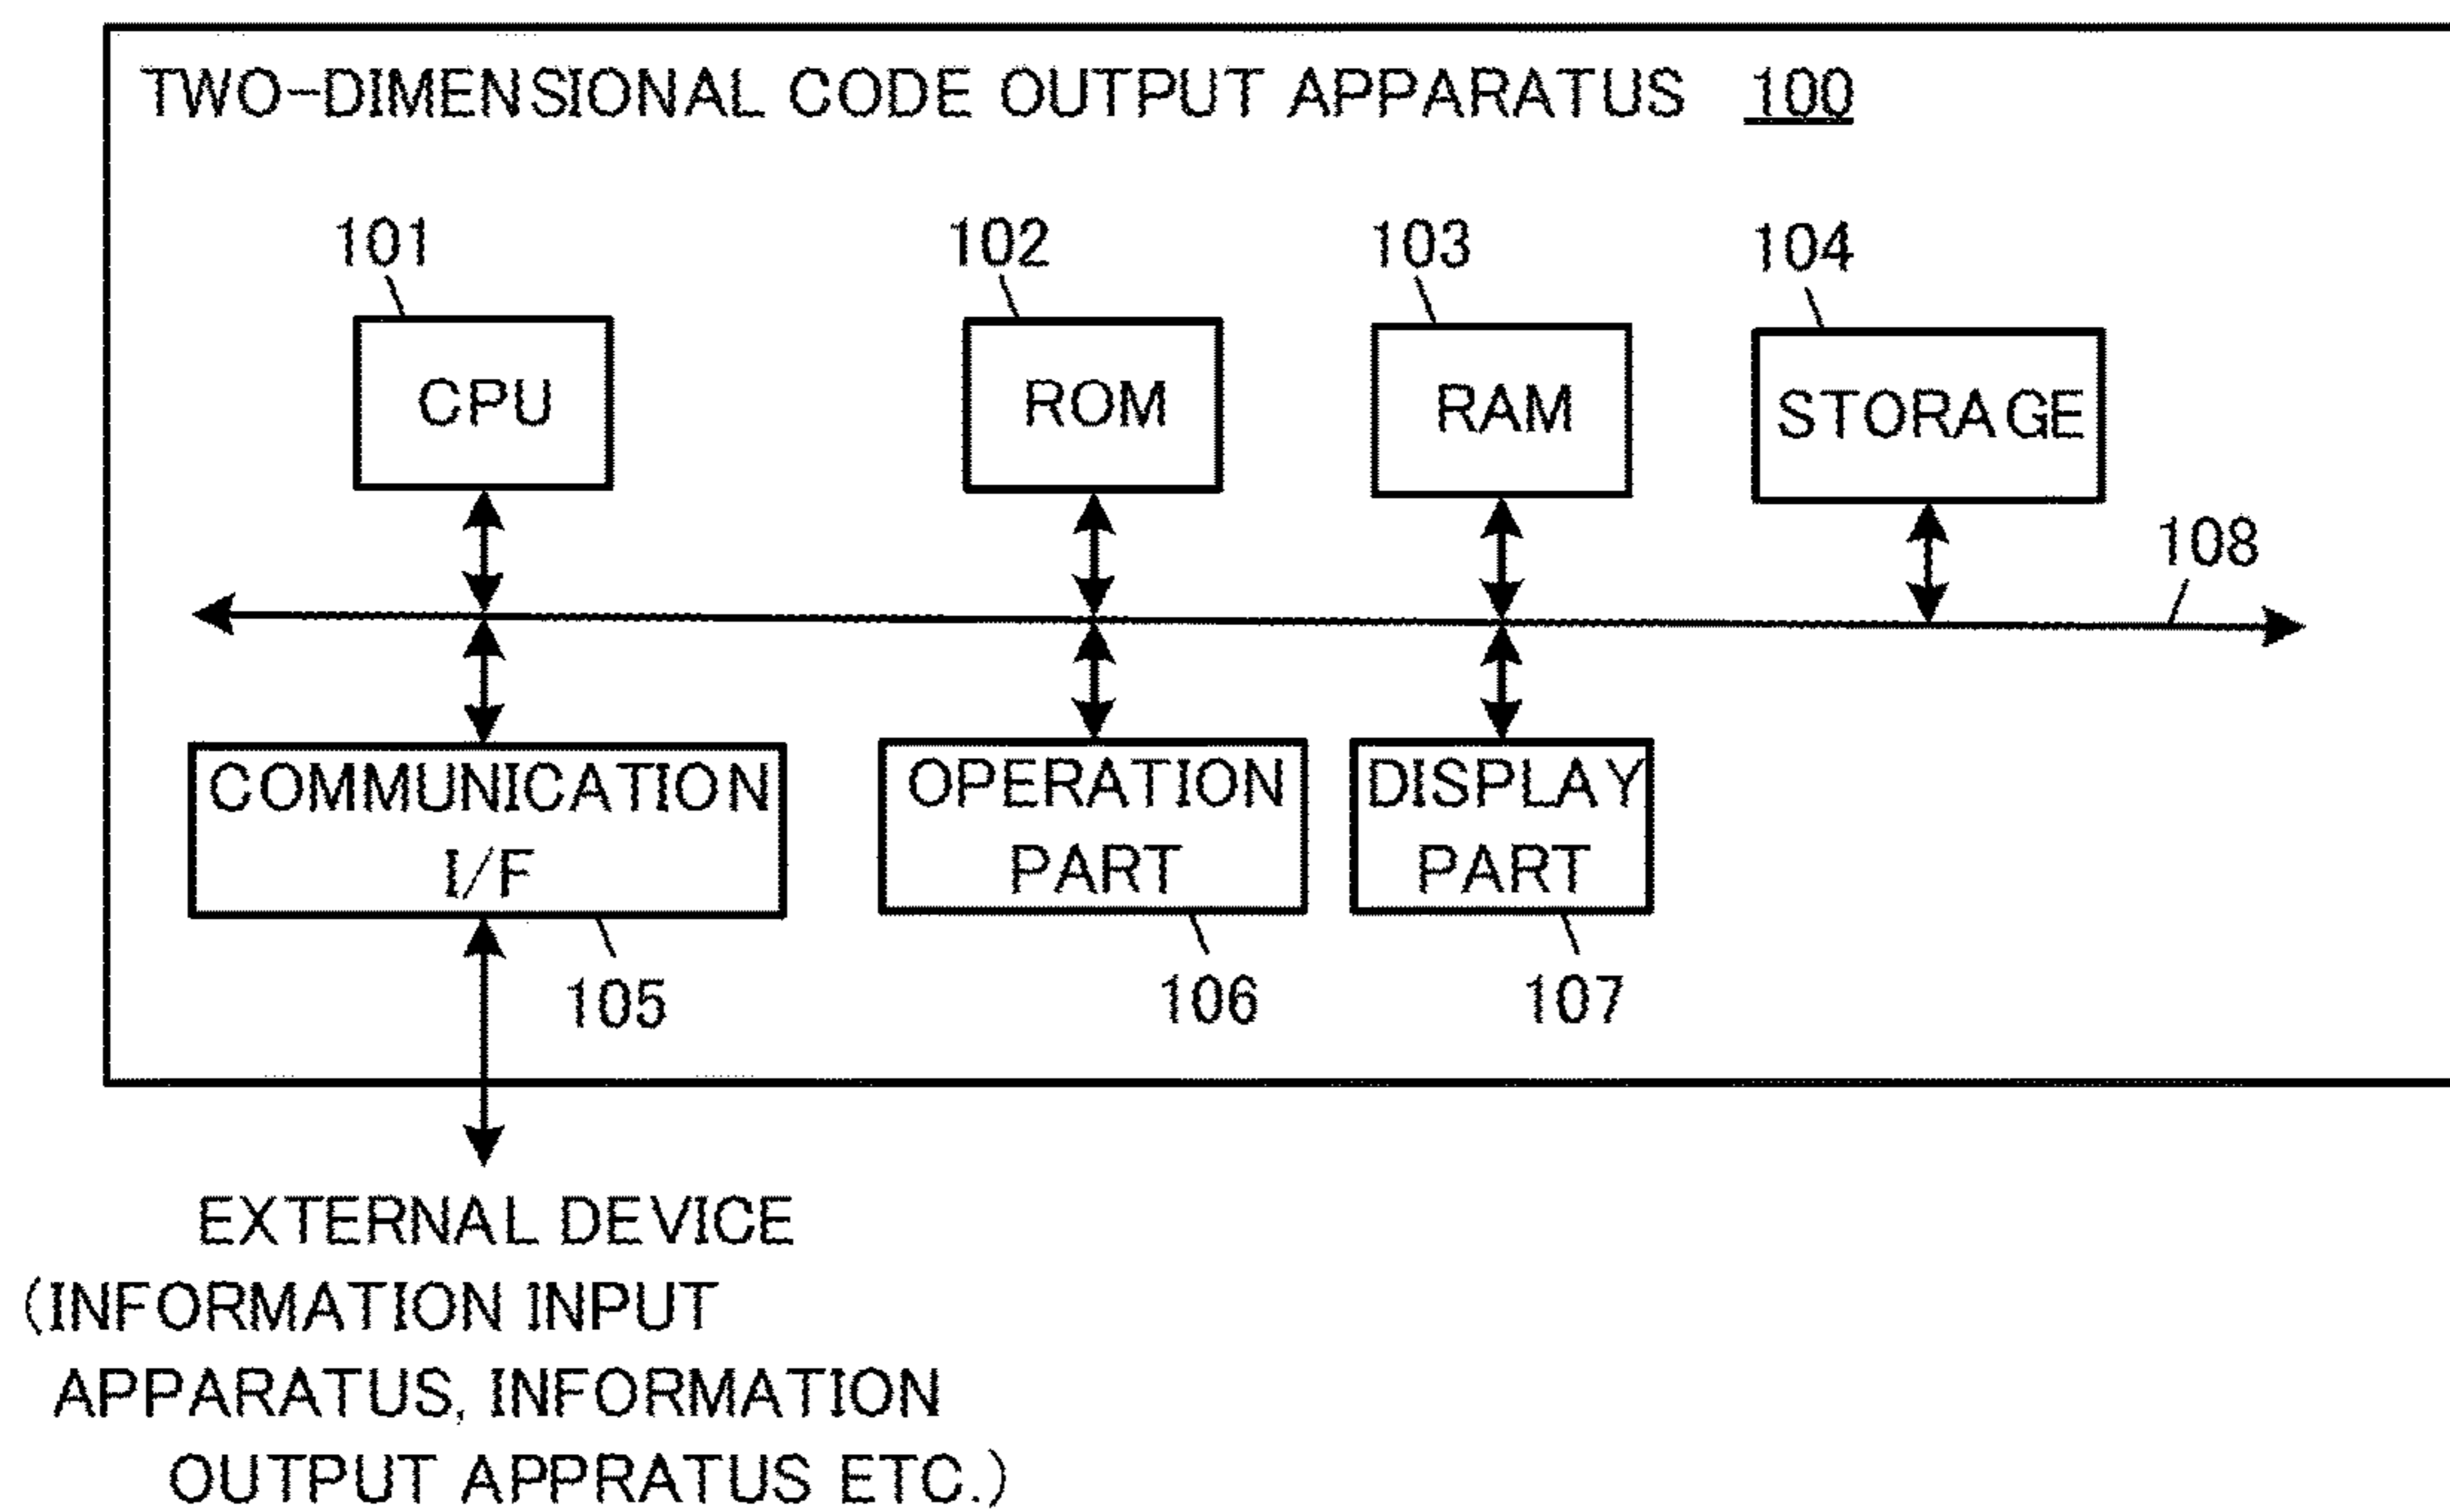 TWO-DIMENSIONAL CODE OUTPUT APPARATUS 100
101 102 103 104
CPU ROM RAM STORAGE
108
COMMUNICATION I/F
OPERATION PART
DISPLAY PART
105 106 107
EXTERNAL DEVICE
(INFORMATION INPUT
APPARATUS, INFORMATION
OUTPUT APPRATUS ETC.)